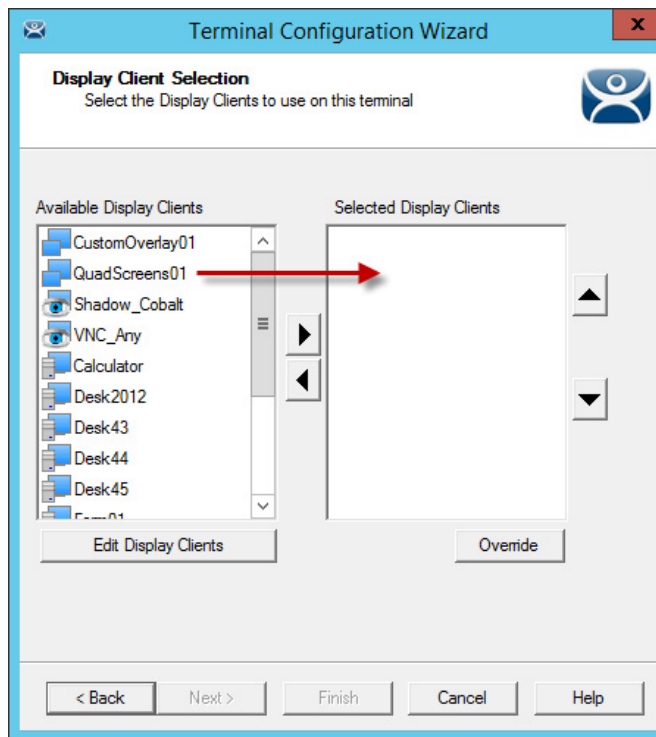 Terminal Configuration Wizard
x
Display Client Selection
Select the Display Clients to use on this terminal
Available Display Clients
Selected Display Clients
CustomOverlay01
QuadScreens01
Shadow_Cobalt
VNC_Any
Calculator
Desk2012
Desk43
Desk44
Desk45
Edit Display Clients
Override
< Back
Next >
Finish
Cancel
Help